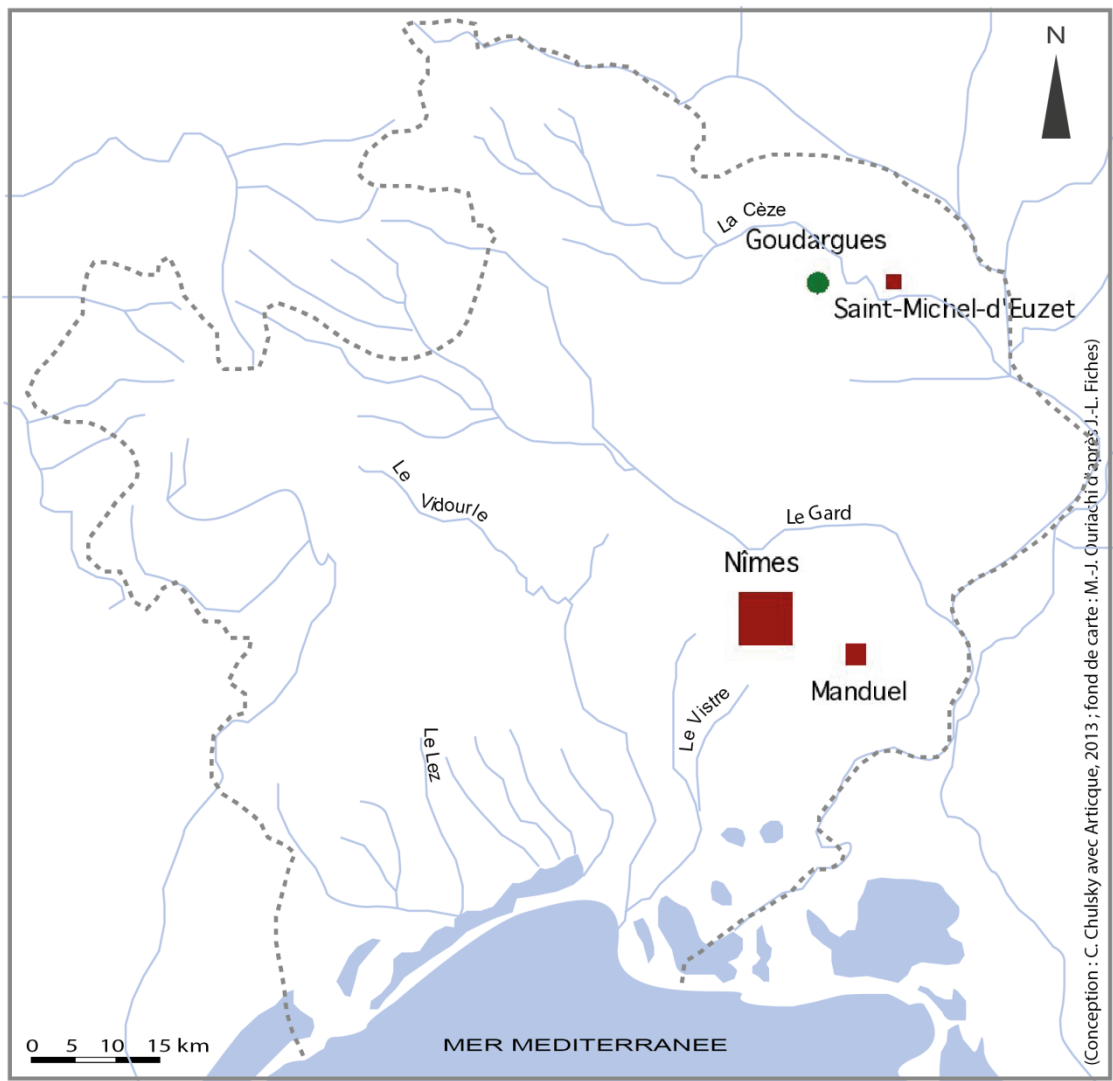 N
La Cèze
Goudargues
Saint-Michel-d'Euzet
Le Vidourle
Le Gard
Nîmes
Manduel
Le Vistre
Le Lez
0 5 10 15 km
MER MEDITERRANEE
(Conception : C. Chulsky avec Articque, 2013 ; fond de carte : M.-J. Ouriachi d'après J.-L. Fiches)